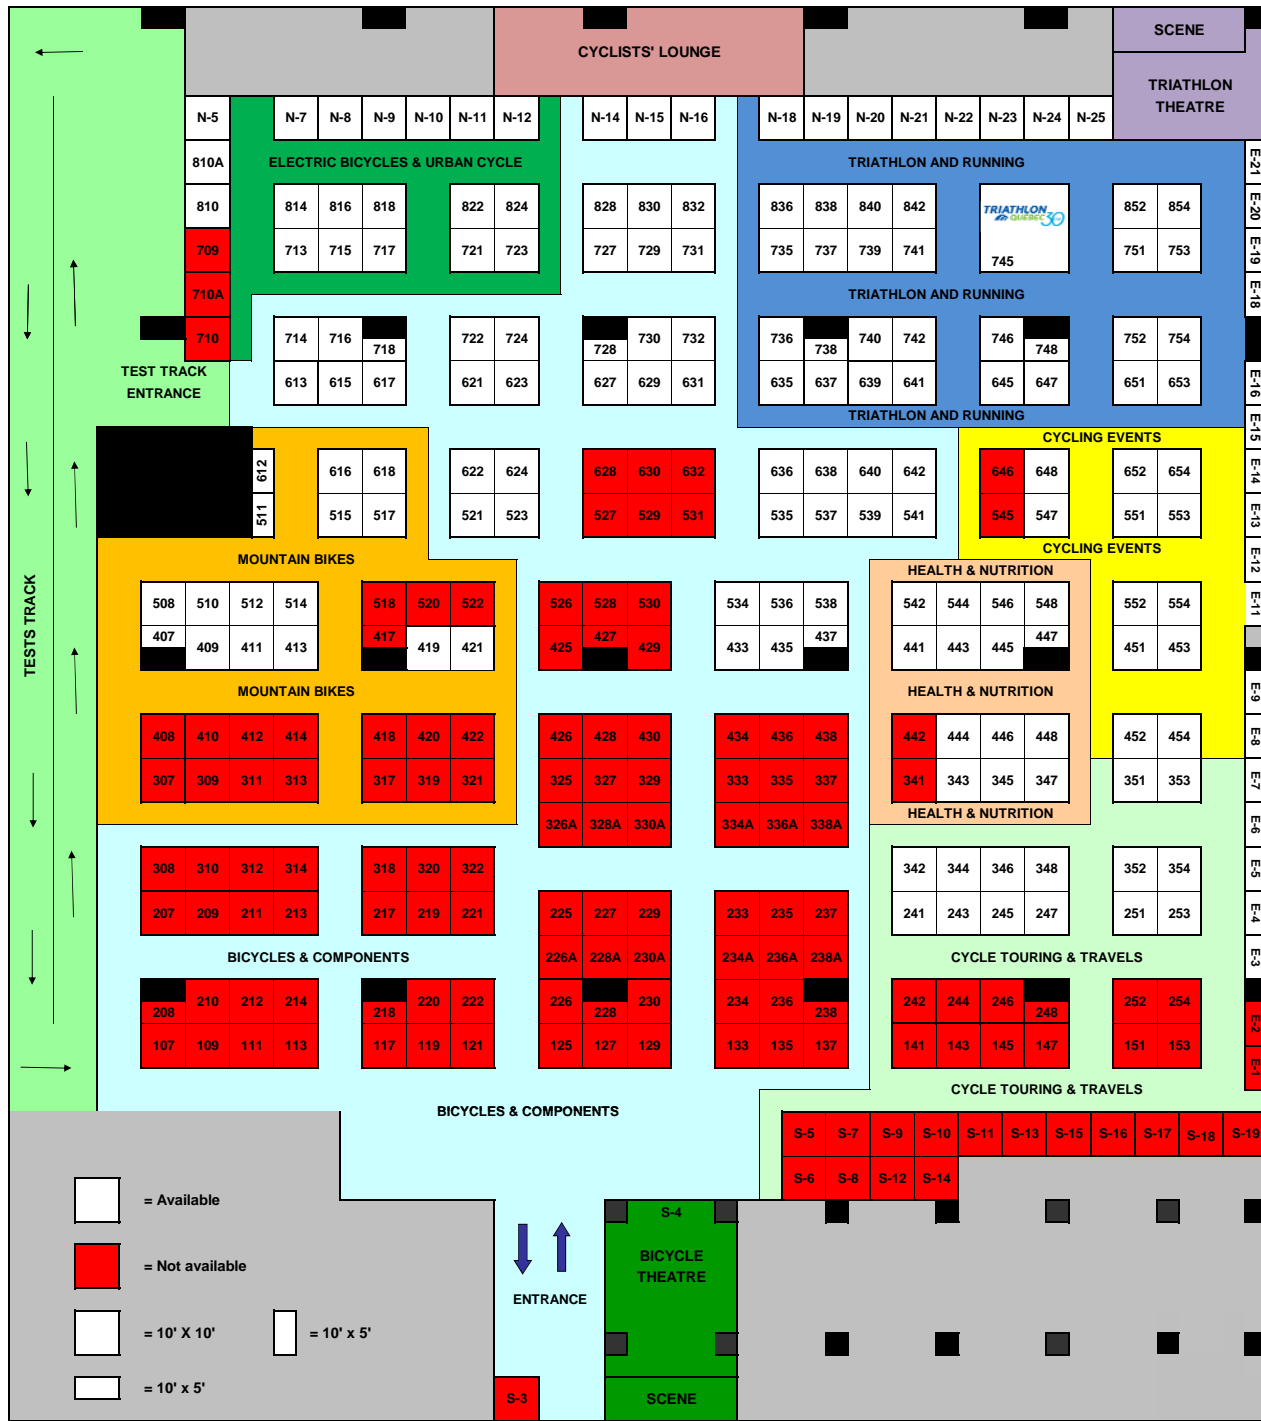 SCENE
CYCLISTS' LOUNGE
TRIATHLON
THEATRE
N-5 N-7 N-8 N-9 N-10 N-11 N-12 N-14 N-15 N-16 N-18 N-19 N-20 N-21 N-22 N-23 N-24 N-25
810A ELECTRIC BICYCLES & URBAN CYCLE TRIATHLON AND RUNNING E-21
810 814 816 818 822 824 828 830 832 836 838 840 842 TRIATHLON QUÉBEC 30 852 854 E-20
709 713 715 717 721 723 727 729 731 735 737 739 741 745 751 753 E-19
710A TRIATHLON AND RUNNING E-18
710 714 716 718 722 724 728 730 732 736 738 740 742 746 748 752 754
TEST TRACK
ENTRANCE
613 615 617 621 623 627 629 631 635 637 639 641 645 647 651 653 E-16
TRIATHLON AND RUNNING E-15
CYCLING EVENTS
612 616 618 622 624 628 630 632 636 638 640 642 646 648 652 654 E-14
511 515 517 521 523 527 529 531 535 537 539 541 545 547 551 553 E-13
MOUNTAIN BIKES CYCLING EVENTS E-12
HEALTH & NUTRITION
TESTS TRACK
508 510 512 514 518 520 522 526 528 530 534 536 538 542 544 546 548 552 554 E-11
407 409 411 413 417 419 421 425 427 429 433 435 437 441 443 445 447 451 453
MOUNTAIN BIKES HEALTH & NUTRITION E-9
408 410 412 414 418 420 422 426 428 430 434 436 438 442 444 446 448 452 454 E-8
307 309 311 313 317 319 321 325 327 329 333 335 337 341 343 345 347 351 353 E-7
HEALTH & NUTRITION
326A 328A 330A 334A 336A 338A E-6
308 310 312 314 318 320 322 342 344 346 348 352 354 E-5
207 209 211 213 217 219 221 225 227 229 233 235 237 241 243 245 247 251 253 E-4
BICYCLES & COMPONENTS 226A 228A 230A 234A 236A 238A CYCLE TOURING & TRAVELS E-3
208 210 212 214 218 220 222 226 228 230 234 236 238 242 244 246 248 252 254 E-2
107 109 111 113 117 119 121 125 127 129 133 135 137 141 143 145 147 151 153 E-1
CYCLE TOURING & TRAVELS
BICYCLES & COMPONENTS
S-5 S-7 S-9 S-10 S-11 S-13 S-15 S-16 S-17 S-18 S-19
S-6 S-8 S-12 S-14
= Available
S-4
BICYCLE
THEATRE
= Not available
ENTRANCE
= 10' X 10' = 10' x 5'
= 10' x 5'
S-3 SCENE